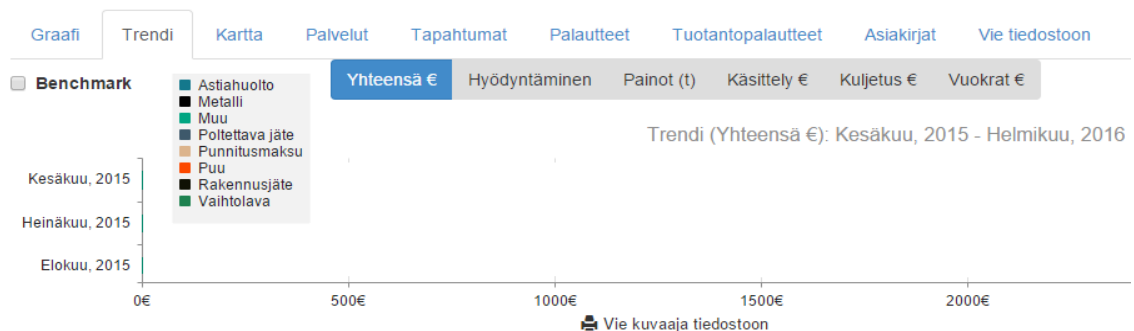 Graafi Trendi Kartta Palvelut Tapahtumat Palautteet Tuotantopalautteet Asiakirjat Vie tiedostoon
Benchmark
Yhteensä € Hyödyntäminen Painot (t) Käsittely € Kuljetus € Vuokrat €
Astiahuolto
Metalli
Muu
Poltettava jäte
Punnitusmaksu
Puu
Rakennusjäte
Vaihtolava
Trendi (Yhteensä €): Kesäkuu, 2015 - Helmikuu, 2016
Kesäkuu, 2015
Heinäkuu, 2015
Elokuu, 2015
0€ 500€ 1000€ 1500€ 2000€
Vie kuvaaja tiedostoon